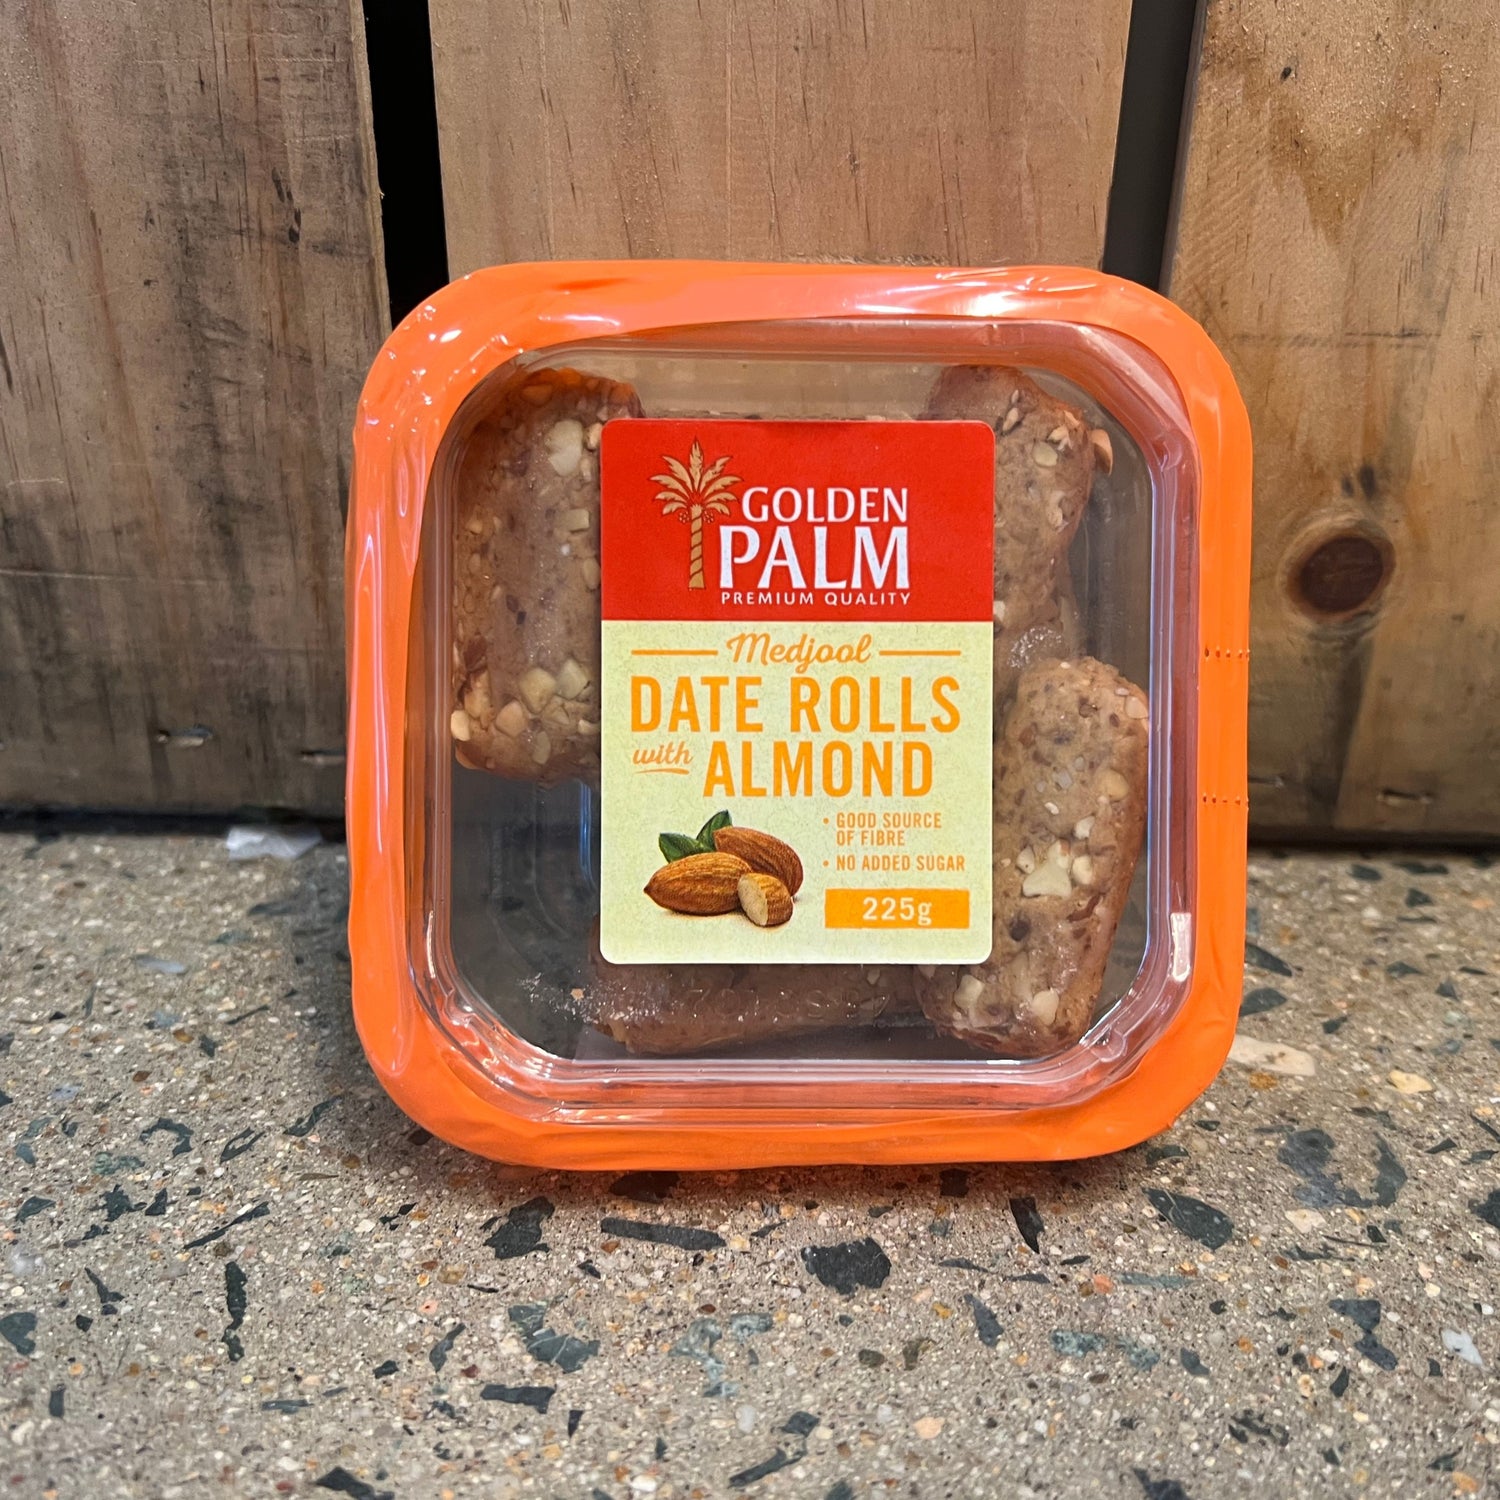 GOLDEN
PALM
PREMIUM QUALITY
Medjool
DATE ROLLS
with ALMOND
• GOOD SOURCE
OF FIBRE
• NO ADDED SUGAR
225g